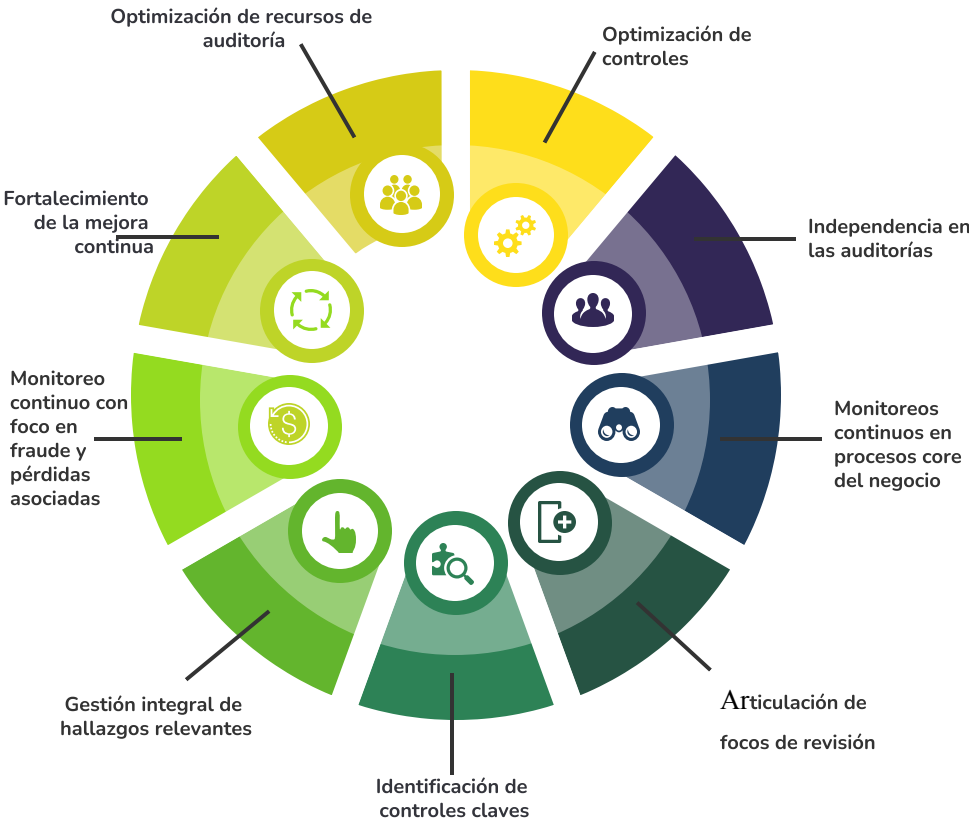 Optimización de recursos de
auditoría
Optimización de
controles
Independencia en
las auditorías
Monitoreos
continuos en
procesos core
del negocio
Articulación de
focos de revisión
Identificación de
controles claves
Gestión integral de
hallazgos relevantes
Monitoreo
continuo con
foco en
fraude y
pérdidas
asociadas
Fortalecimiento
de la mejora
continua
$